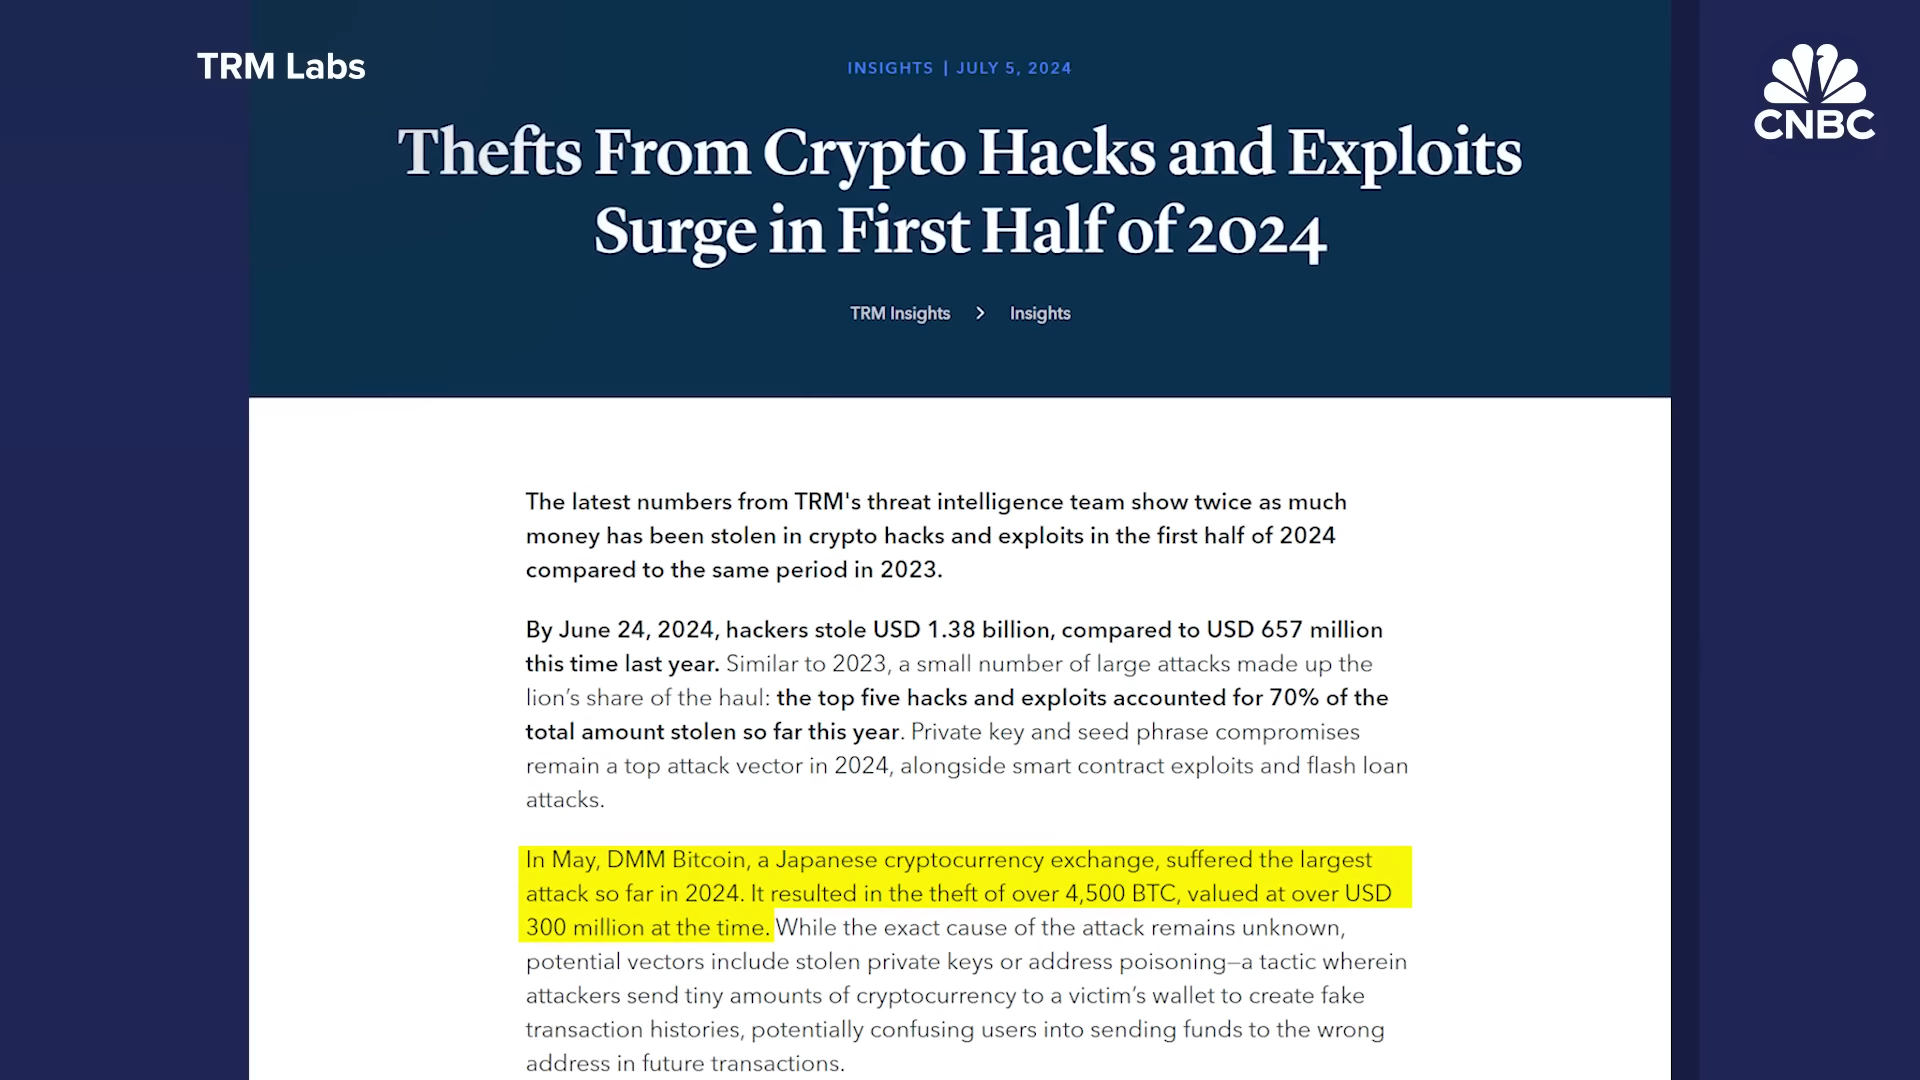 TRM Labs
CNBC
INSIGHTS | JULY 5, 2024
Thefts From Crypto Hacks and Exploits
Surge in First Half of 2024
TRM Insights > Insights
The latest numbers from TRM's threat intelligence team show twice as much
money has been stolen in crypto hacks and exploits in the first half of 2024
compared to the same period in 2023.
By June 24, 2024, hackers stole USD 1.38 billion, compared to USD 657 million
this time last year. Similar to 2023, a small number of large attacks made up the
lion’s share of the haul: the top five hacks and exploits accounted for 70% of the
total amount stolen so far this year. Private key and seed phrase compromises
remain a top attack vector in 2024, alongside smart contract exploits and flash loan
attacks.
In May, DMM Bitcoin, a Japanese cryptocurrency exchange, suffered the largest
attack so far in 2024. It resulted in the theft of over 4,500 BTC, valued at over USD
300 million at the time. While the exact cause of the attack remains unknown,
potential vectors include stolen private keys or address poisoning—a tactic wherein
attackers send tiny amounts of cryptocurrency to a victim’s wallet to create fake
transaction histories, potentially confusing users into sending funds to the wrong
address in future transactions.